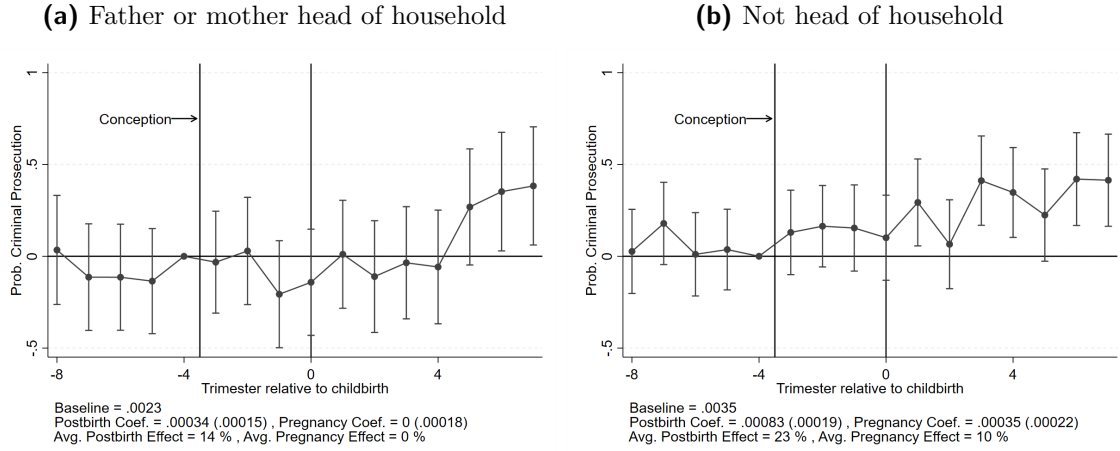 (a) Father or mother head of household
Prob. Criminal Prosecution
1
.5
0
-.5
Conception
-8
-4
0
4
Trimester relative to childbirth
Baseline = .0023
Postbirth Coef. = .00034 (.00015) , Pregnancy Coef. = 0 (.00018)
Avg. Postbirth Effect = 14 % , Avg. Pregnancy Effect = 0 %
(b) Not head of household
Prob. Criminal Prosecution
1
.5
0
-.5
Conception
-8
-4
0
4
Trimester relative to childbirth
Baseline = .0035
Postbirth Coef. = .00083 (.00019) , Pregnancy Coef. = .00035 (.00022)
Avg. Postbirth Effect = 23 % , Avg. Pregnancy Effect = 10 %